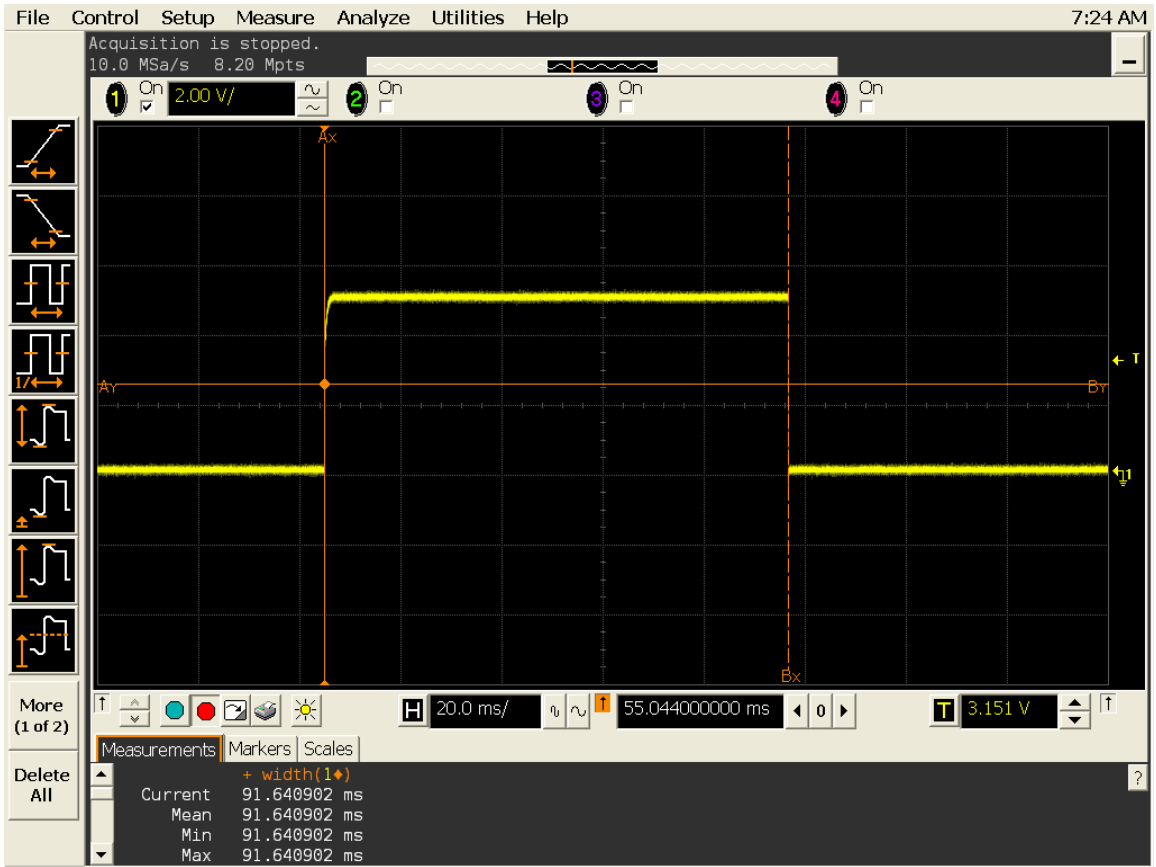 File Control Setup Measure Analyze Utilities Help 7:24 AM
Acquisition is stopped.
10.0 MSa/s 8.20 Mpts
1 On 2.00 V/ 2 On 3 On 4 On
Ax
T
Ay By
1
1/
Bx
More
(1 of 2)
H 20.0 ms/ 55.044000000 ms 0 T 3.151 V
Measurements Markers Scales
Delete
All
+ width(1)
?
Current 91.640902 ms
Mean 91.640902 ms
Min 91.640902 ms
Max 91.640902 ms